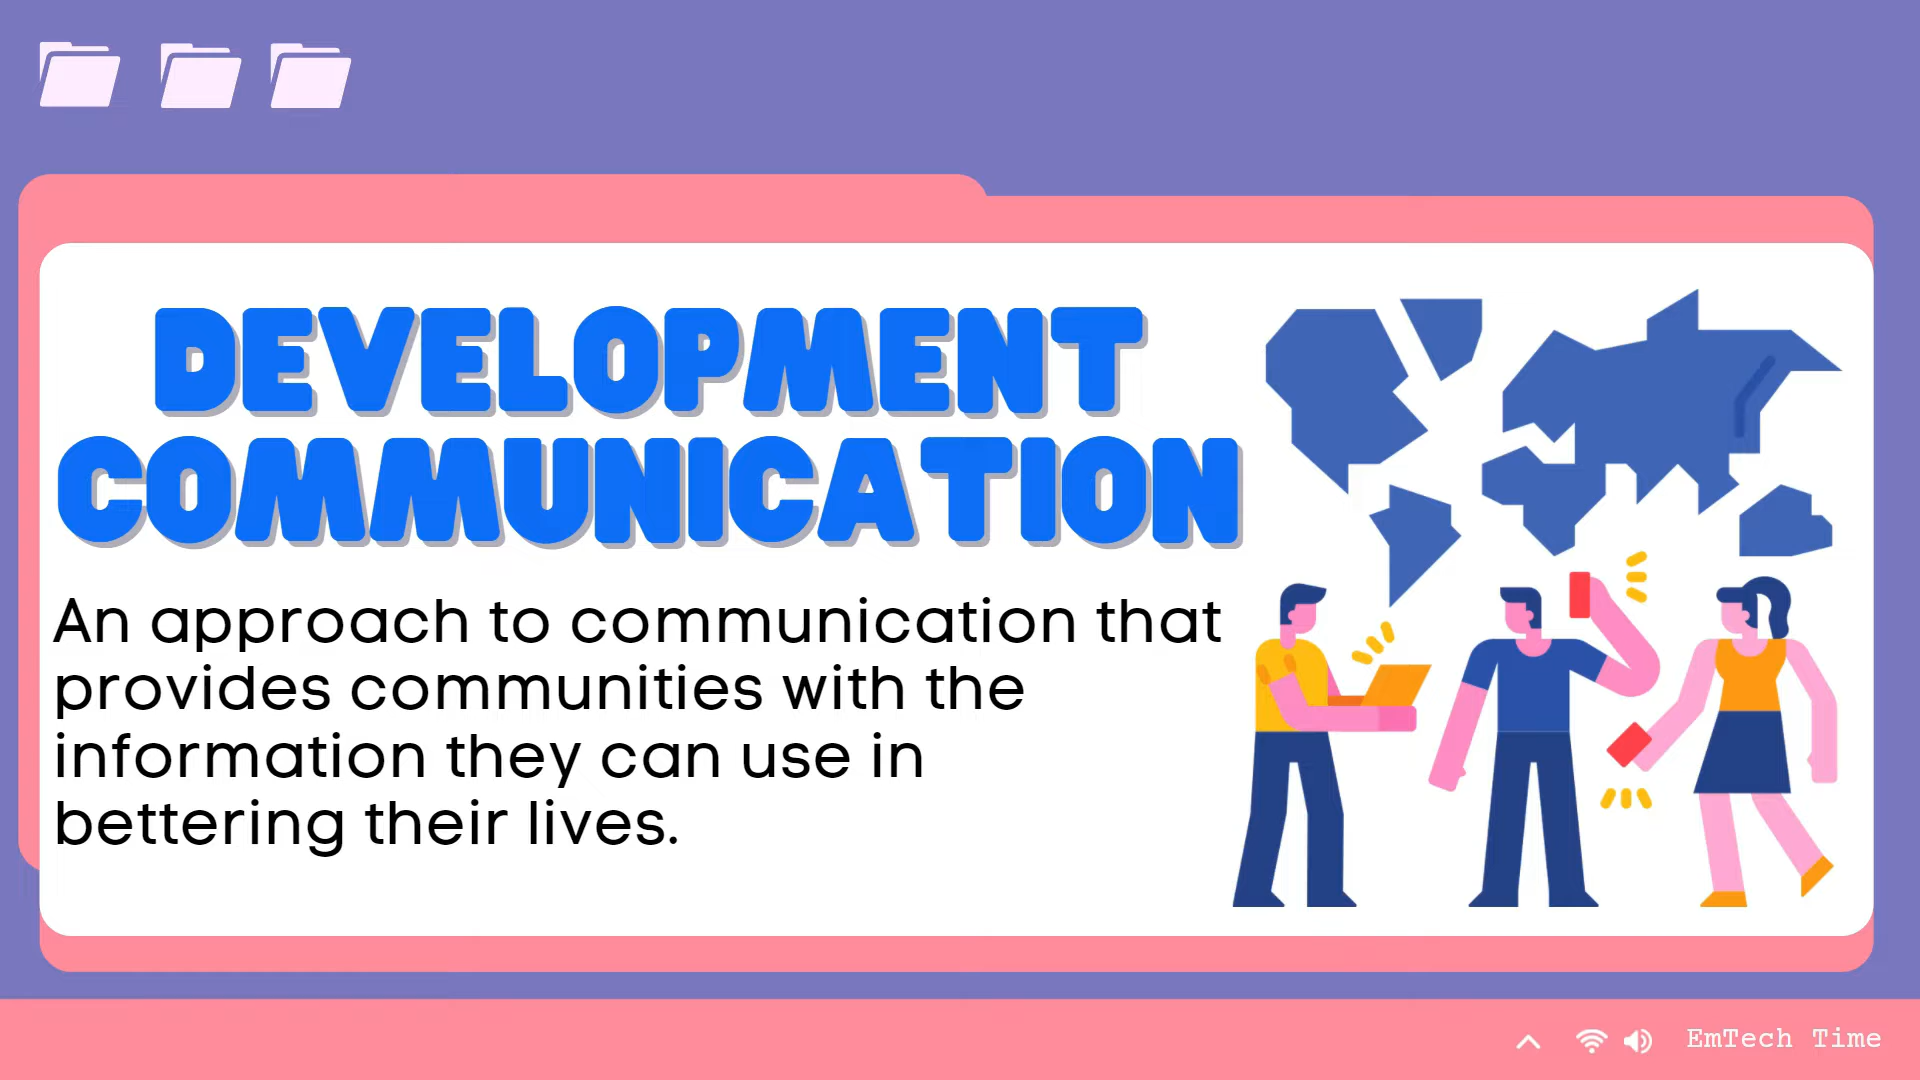 DEVELOPMENT
COMMUNICATION
An approach to communication that
provides communities with the
information they can use in
bettering their lives.
EmTech Time